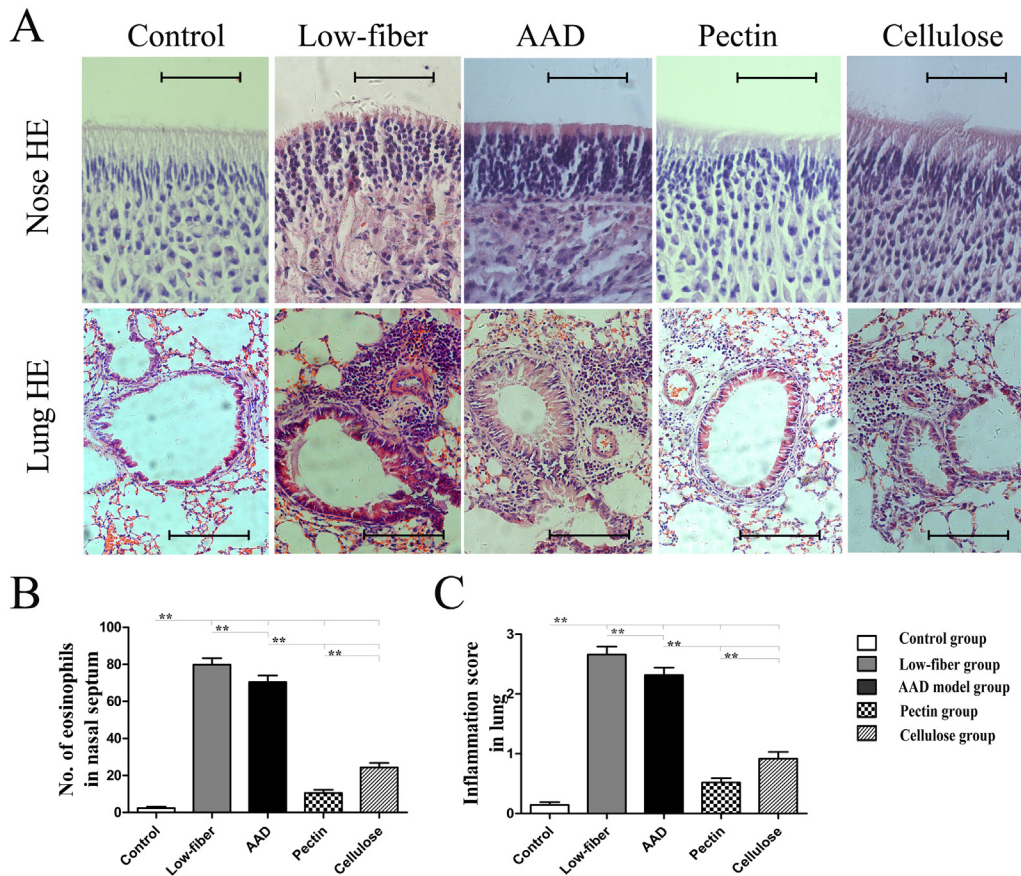 A
Control Low-fiber AAD Pectin Cellulose
Nose HE
Lung HE
B
No. of eosinophils
in nasal septum
100
80
60
40
20
0
**
**
**
**
Control Low-fiber AAD Pectin Cellulose
C
Inflammation score
in lung
3
2
1
0
**
**
**
**
Control Low-fiber AAD Pectin Cellulose
Control group
Low-fiber group
AAD model group
Pectin group
Cellulose group